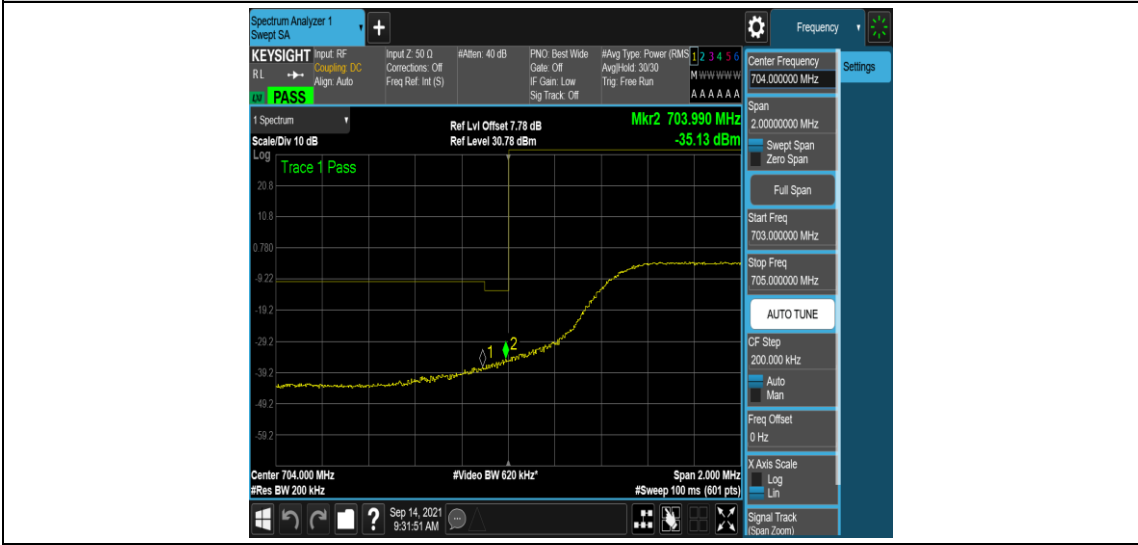 Spectrum Analyzer 1
Swept SA
Frequency
KEYSIGHT
RL
LXI
PASS
Input: RF
Coupling: DC
Align: Auto
Input Z: 50 Ω
Corrections: Off
Freq Ref: Int (S)
#Atten: 40 dB
PNO: Best Wide
Gate: Off
IF Gain: Low
Sig Track: Off
#Avg Type: Power (RMS
Avg|Hold: 30/30
Trig: Free Run
1 2 3 4 5 6
M W W W W W
A A A A A A
1 Spectrum
Scale/Div 10 dB
Ref Lvl Offset 7.78 dB
Ref Level 30.78 dBm
Mkr2 703.990 MHz
-35.13 dBm
Log
Trace 1 Pass
20.8
10.8
0.780
-9.22
-19.2
-29.2
-39.2
-49.2
-59.2
1
2
Center 704.000 MHz
#Res BW 200 kHz
#Video BW 620 kHz*
Span 2.000 MHz
#Sweep 100 ms (601 pts)
?
Sep 14, 2021
9:31:51 AM
Center Frequency
704.000000 MHz
Span
2.00000000 MHz
Swept Span
Zero Span
Full Span
Start Freq
703.000000 MHz
Stop Freq
705.000000 MHz
AUTO TUNE
CF Step
200.000 kHz
Auto
Man
Freq Offset
0 Hz
X Axis Scale
Log
Lin
Signal Track
(Span Zoom)
Settings